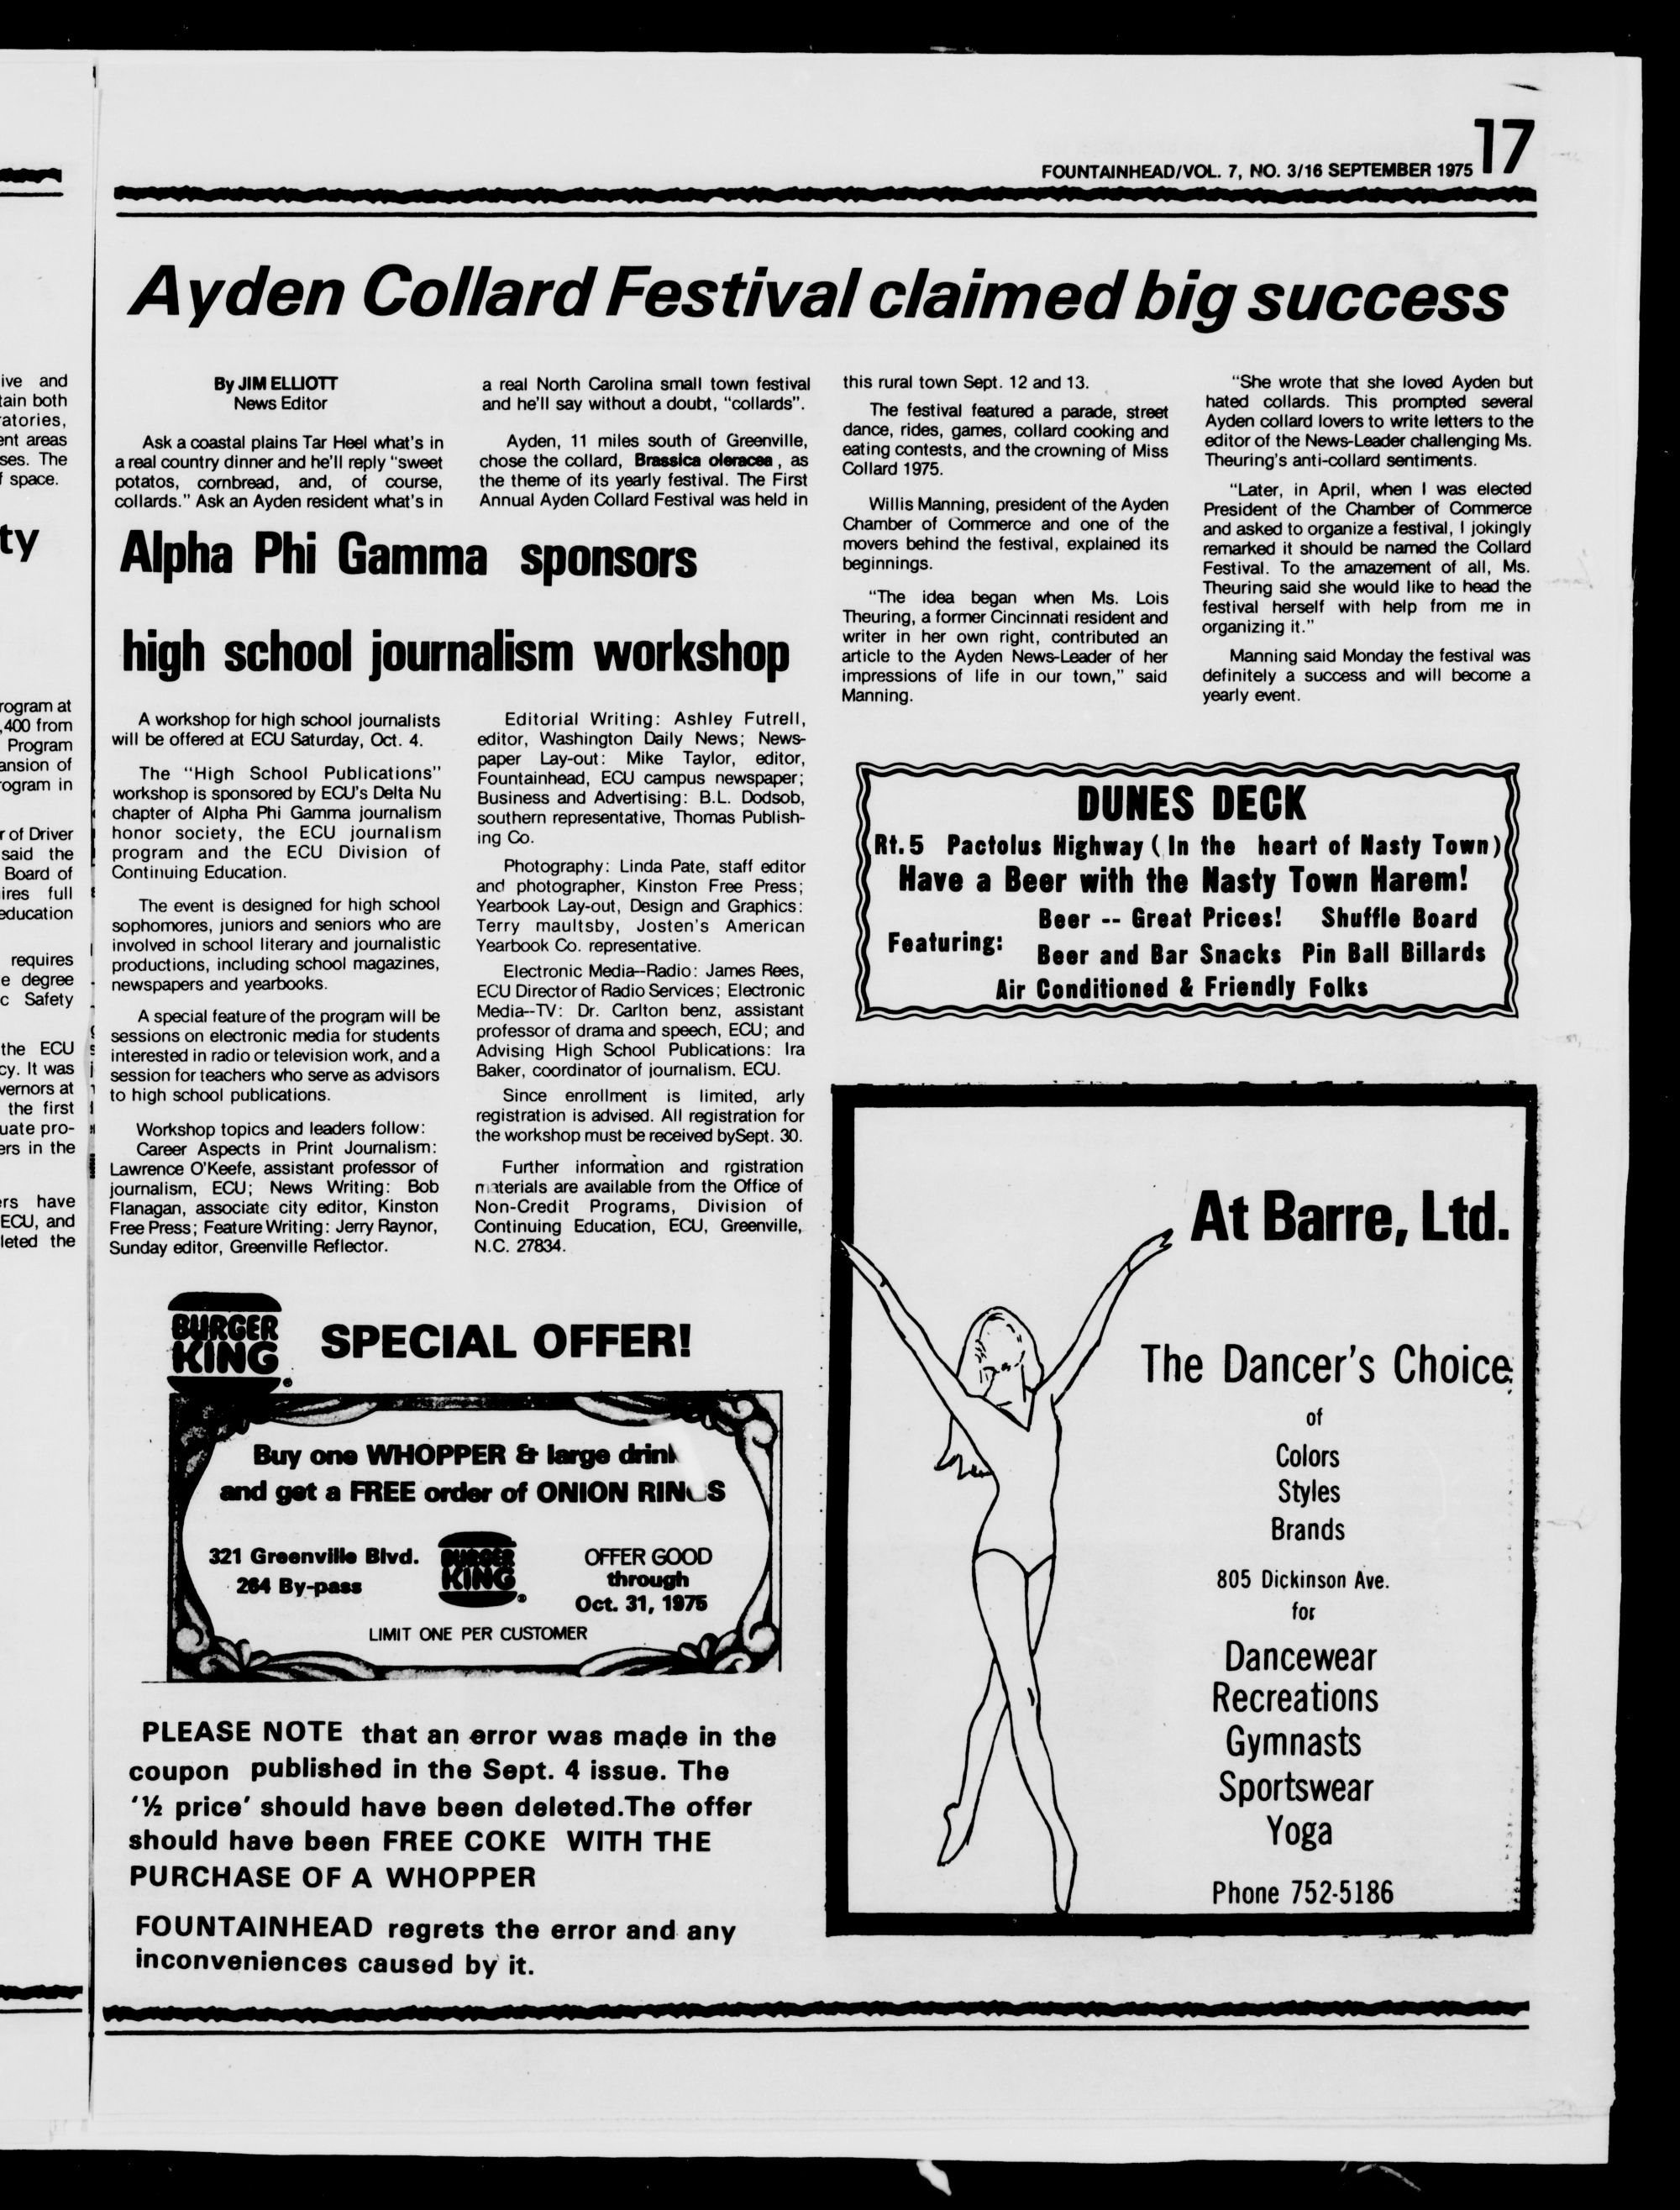 FOUNTAINHEAD/VOL. 7, NO. 3/16 SEPTEMBER 1975 17
Ayden Collard Festival claimed big success
By JIM ELLIOTT
News Editor
Ask a coastal plains Tar Heel what's in
a real country dinner and he'll reply "sweet
potatos, cornbread, and, of course,
collards." Ask an Ayden resident what's in
a real North Carolina small town festival
and he'll say without a doubt, "collards".
Ayden, 11 miles south of Greenville,
chose the collard, Brassica oleracea, as
the theme of its yearly festival. The First
Annual Ayden Collard Festival was held in
this rural town Sept. 12 and 13.
The festival featured a parade, street
dance, rides, games, collard cooking and
eating contests, and the crowning of Miss
Collard 1975.
Willis Manning, president of the Ayden
Chamber of Commerce and one of the
movers behind the festival, explained its
beginnings.
"The idea began when Ms. Lois
Theuring, a former Cincinnati resident and
writer in her own right, contributed an
article to the Ayden News-Leader of her
impressions of life in our town," said
Manning.
"She wrote that she loved Ayden but
hated collards. This prompted several
Ayden collard lovers to write letters to the
editor of the News-Leader challenging Ms.
Theuring's anti-collard sentiments.
"Later, in April, when I was elected
President of the Chamber of Commerce
and asked to organize a festival, I jokingly
remarked it should be named the Collard
Festival. To the amazement of all, Ms.
Theuring said she would like to head the
festival herself with help from me in
organizing it."
Manning said Monday the festival was
definitely a success and will become a
yearly event.
Alpha Phi Gamma sponsors
high school journalism workshop
A workshop for high school journalists
will be offered at ECU Saturday, Oct. 4.
The "High School Publications"
workshop is sponsored by ECU's Delta Nu
chapter of Alpha Phi Gamma journalism
honor society, the ECU journalism
program and the ECU Division of
Continuing Education.
The event is designed for high school
sophomores, juniors and seniors who are
involved in school literary and journalistic
productions, including school magazines,
newspapers and yearbooks.
A special feature of the program will be
sessions on electronic media for students
interested in radio or television work, and a
session for teachers who serve as advisors
to high school publications.
Workshop topics and leaders follow:
Career Aspects in Print Journalism:
Lawrence O'Keefe, assistant professor of
journalism, ECU; News Writing: Bob
Flanagan, associate city editor, Kinston
Free Press; Feature Writing: Jerry Raynor,
Sunday editor, Greenville Reflector.
Editorial Writing: Ashley Futrell,
editor, Washington Daily News; News-
paper Lay-out: Mike Taylor, editor,
Fountainhead, ECU campus newspaper;
Business and Advertising: B.L. Dodsob,
southern representative, Thomas Publish-
ing Co.
Photography: Linda Pate, staff editor
and photographer, Kinston Free Press;
Yearbook Lay-out, Design and Graphics:
Terry maultsby, Josten's American
Yearbook Co. representative.
Electronic Media--Radio: James Rees,
ECU Director of Radio Services; Electronic
Media--TV: Dr. Carlton benz, assistant
professor of drama and speech, ECU; and
Advising High School Publications: Ira
Baker, coordinator of journalism, ECU.
Since enrollment is limited, arly
registration is advised. All registration for
the workshop must be received bySept. 30.
Further information and rgistration
materials are available from the Office of
Non-Credit Programs, Division of
Continuing Education, ECU, Greenville,
N.C. 27834.
DUNES DECK
Rt. 5 Pactolus Highway (In the heart of Nasty Town)
Have a Beer with the Nasty Town Harem!
Featuring:
Beer -- Great Prices! Shuffle Board
Beer and Bar Snacks Pin Ball Billards
Air Conditioned & Friendly Folks
BURGER
KING
SPECIAL OFFER!
Buy one WHOPPER & large drink
and get a FREE order of ONION RINGS
321 Greenville Blvd.
264 By-pass
BURGER
KING
OFFER GOOD
through
Oct. 31, 1975
LIMIT ONE PER CUSTOMER
PLEASE NOTE that an error was made in the
coupon published in the Sept. 4 issue. The
'½ price' should have been deleted.The offer
should have been FREE COKE WITH THE
PURCHASE OF A WHOPPER
FOUNTAINHEAD regrets the error and any
inconveniences caused by it.
At Barre, Ltd.
The Dancer's Choice
of
Colors
Styles
Brands
805 Dickinson Ave.
for
Dancewear
Recreations
Gymnasts
Sportswear
Yoga
Phone 752-5186